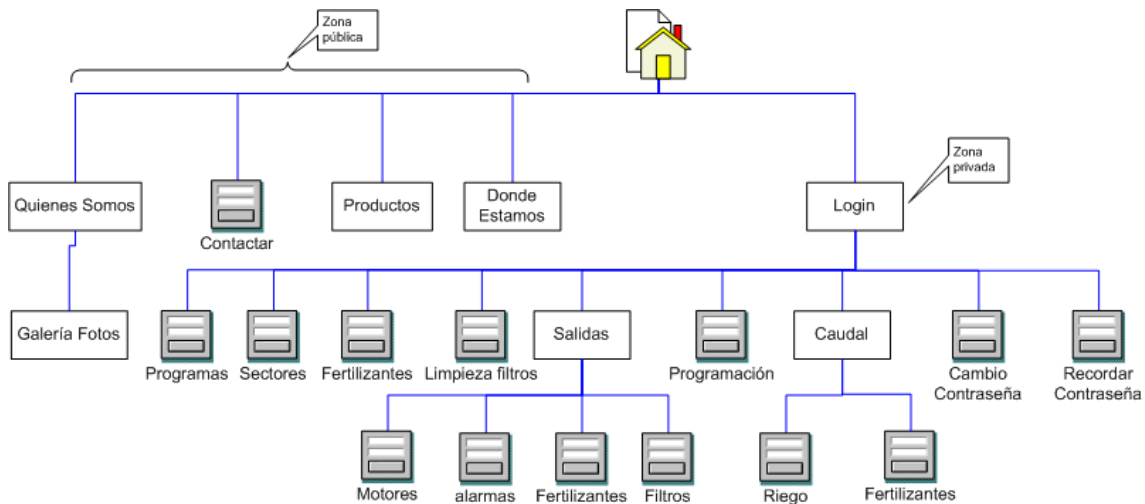 Zona
pública
Zona
privada
Quienes Somos
Contactar
Productos
Donde
Estamos
Login
Galería Fotos
Programas
Sectores
Fertilizantes
Limpieza filtros
Salidas
Programación
Caudal
Cambio
Contraseña
Recordar
Contraseña
Motores
alarmas
Fertilizantes
Filtros
Riego
Fertilizantes